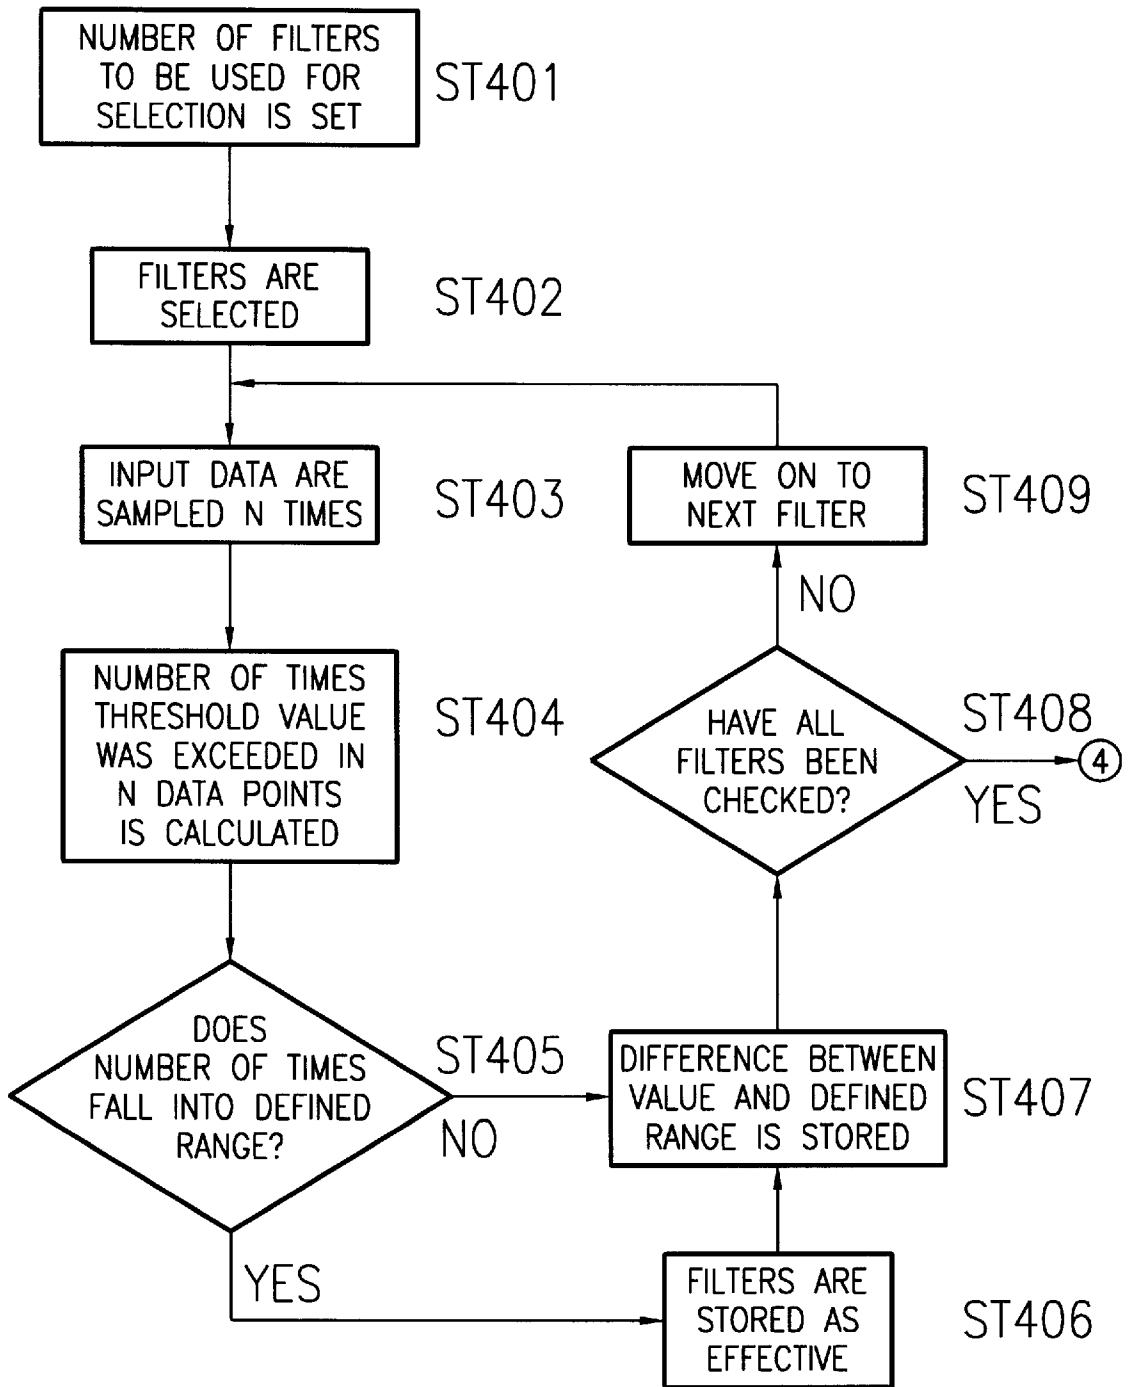 NUMBER OF FILTERS
TO BE USED FOR
SELECTION IS SET
ST401
FILTERS ARE
SELECTED
ST402
INPUT DATA ARE
SAMPLED N TIMES
ST403
MOVE ON TO
NEXT FILTER
ST409
NO
NUMBER OF TIMES
THRESHOLD VALUE
WAS EXCEEDED IN
N DATA POINTS
IS CALCULATED
ST404
HAVE ALL
FILTERS BEEN
CHECKED?
ST408
4
YES
DOES
NUMBER OF TIMES
FALL INTO DEFINED
RANGE?
ST405
NO
DIFFERENCE BETWEEN
VALUE AND DEFINED
RANGE IS STORED
ST407
YES
FILTERS ARE
STORED AS
EFFECTIVE
ST406